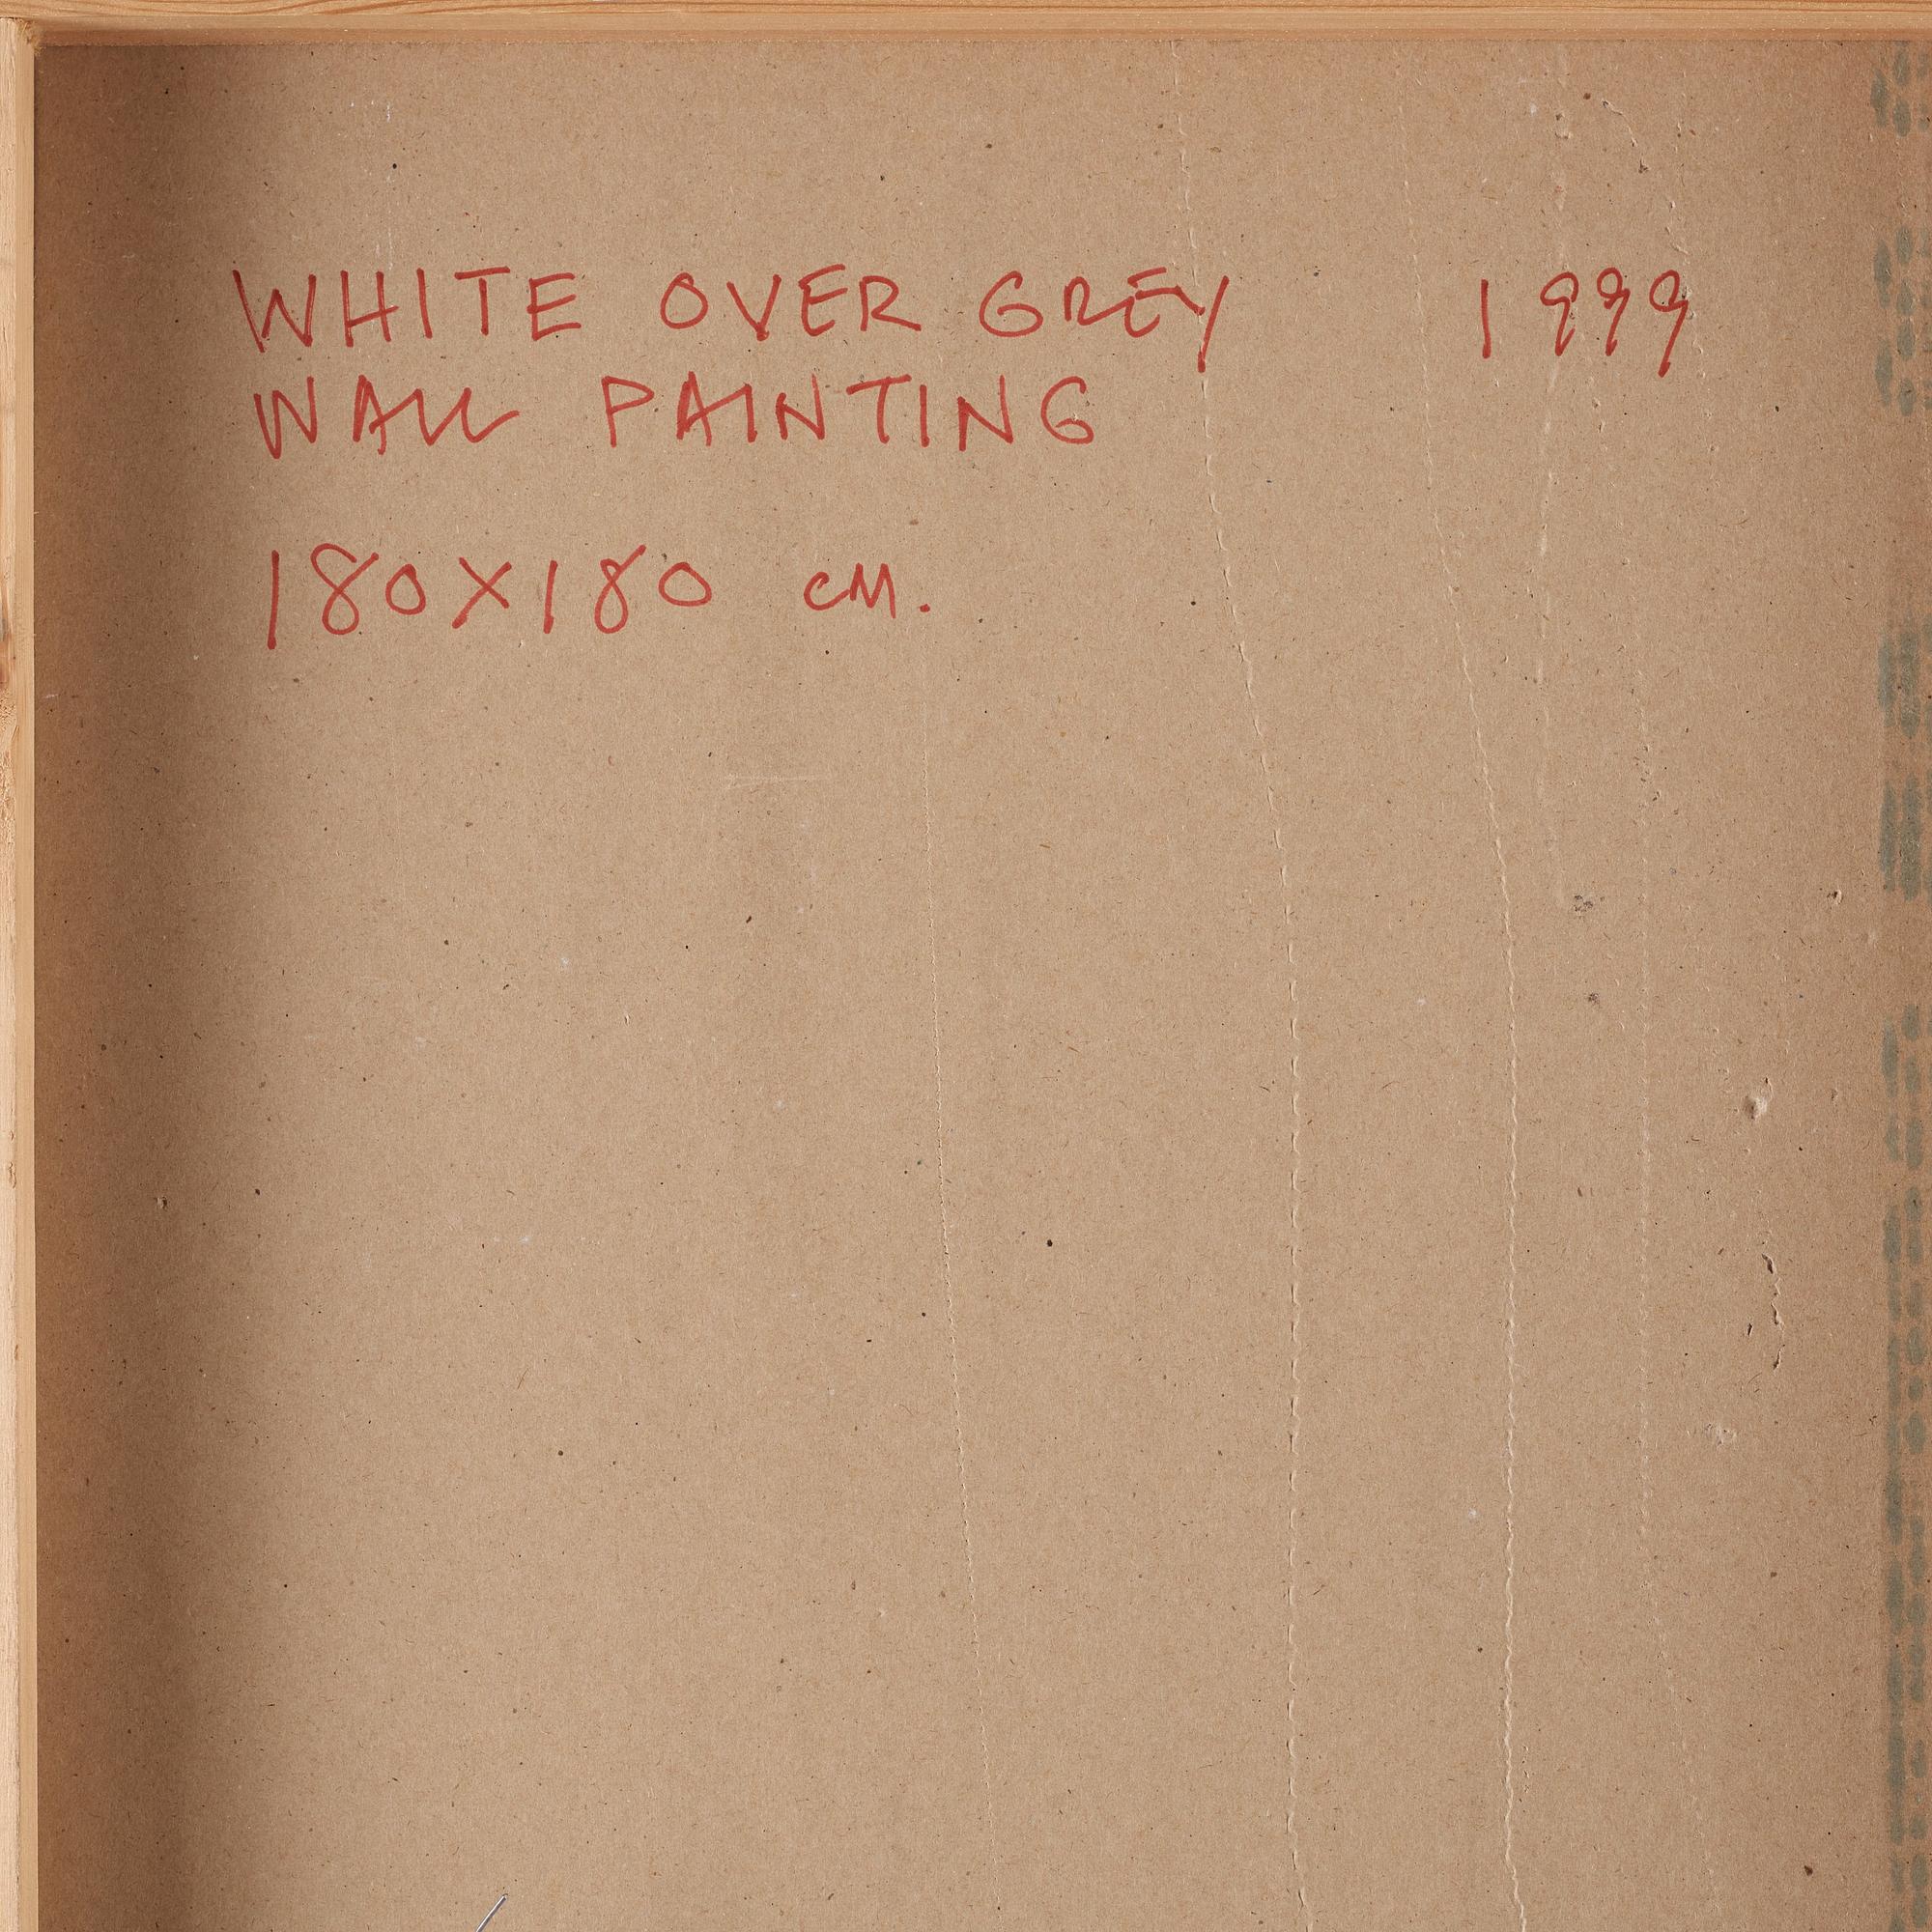 WHITE OVER GREY 1999
WALL PAINTING
180X180 CM.